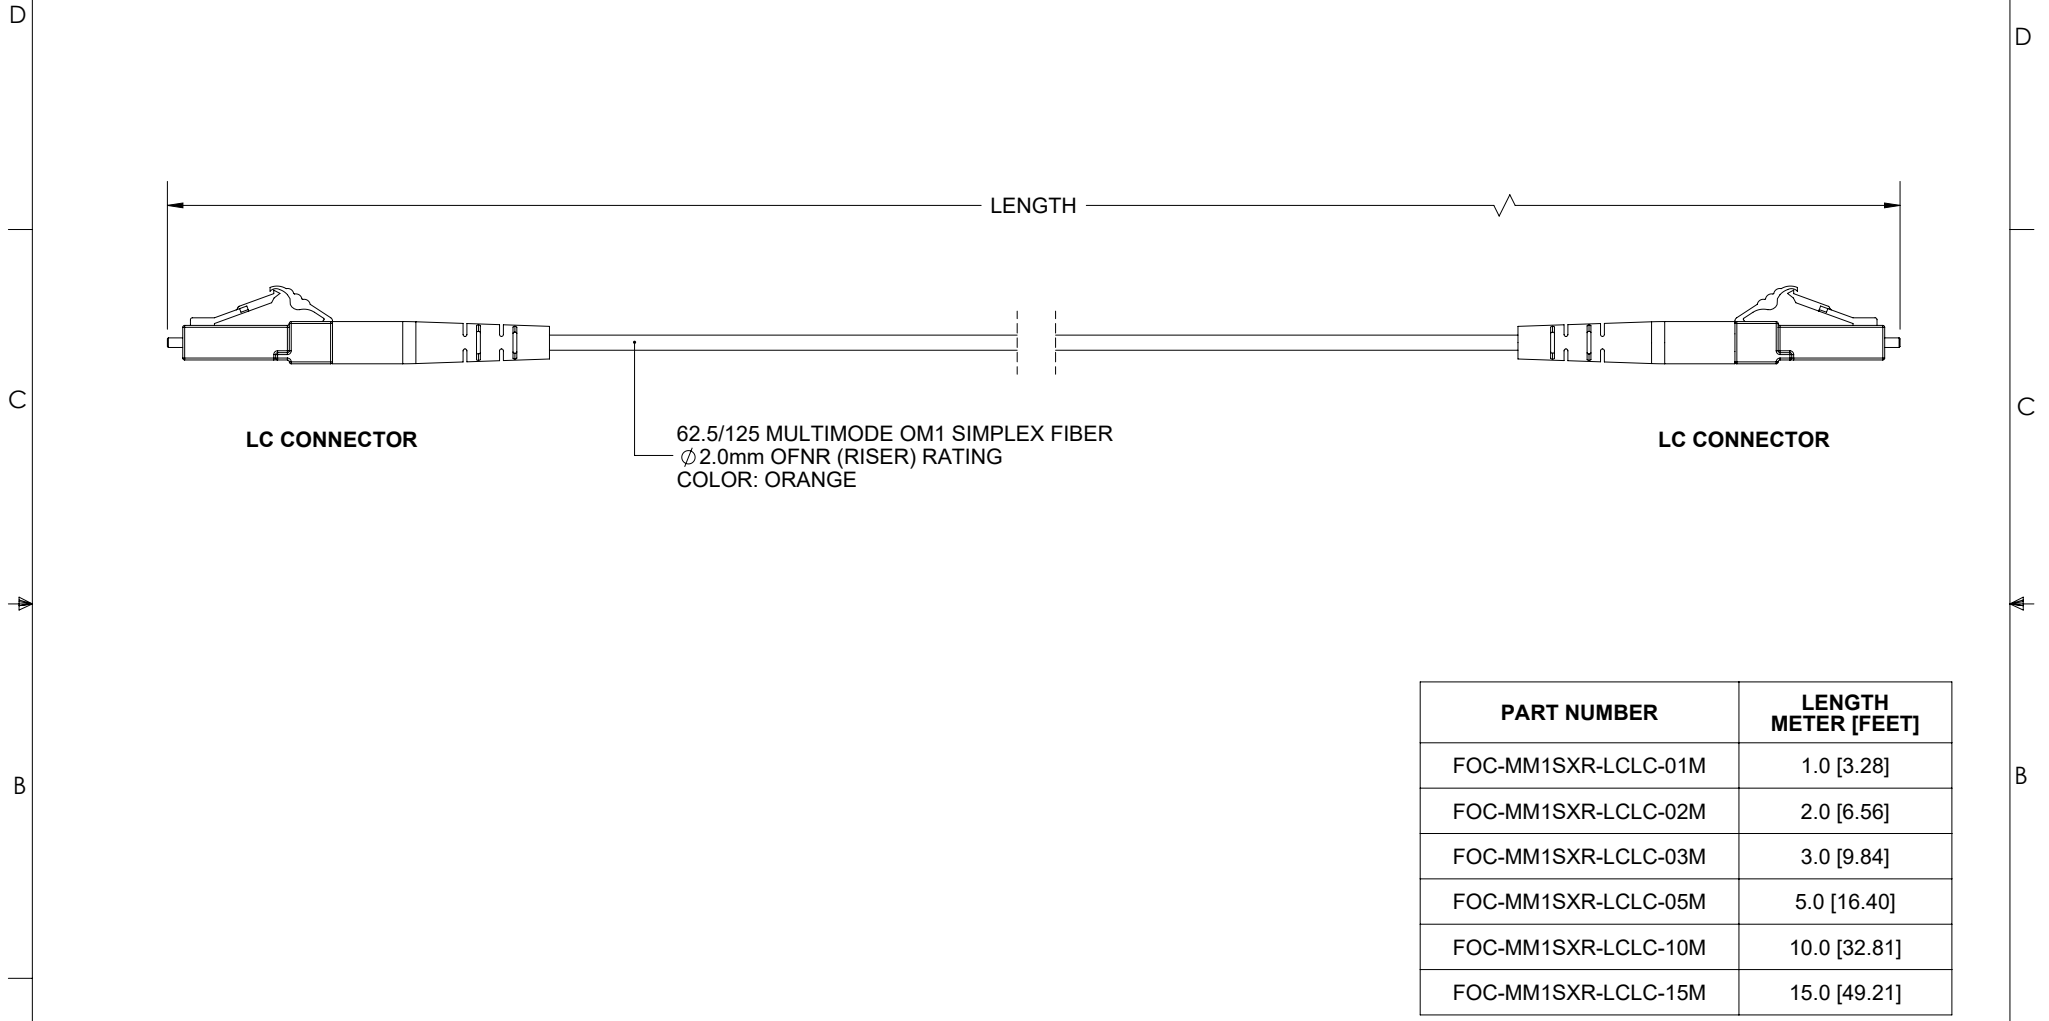 D
D
LENGTH
C
C
LC CONNECTOR
LC CONNECTOR
62.5/125 MULTIMODE OM1 SIMPLEX FIBER
∅2.0mm OFNR (RISER) RATING
COLOR: ORANGE
PART NUMBER
LENGTH
METER [FEET]
FOC-MM1SXR-LCLC-01M 1.0 [3.28]
B
B
FOC-MM1SXR-LCLC-02M 2.0 [6.56]
FOC-MM1SXR-LCLC-03M 3.0 [9.84]
FOC-MM1SXR-LCLC-05M 5.0 [16.40]
FOC-MM1SXR-LCLC-10M 10.0 [32.81]
FOC-MM1SXR-LCLC-15M 15.0 [49.21]